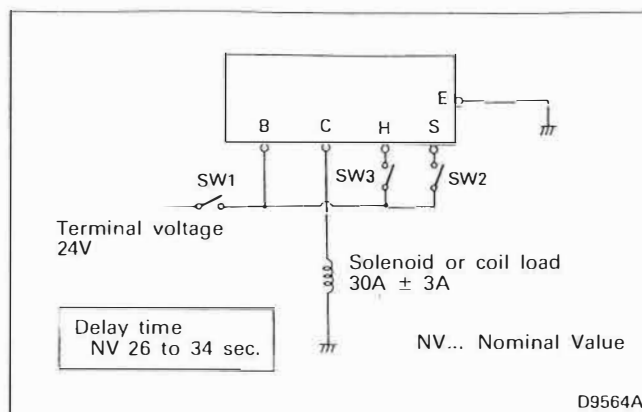 E
B C H S
SW1
SW3
SW2
Terminal voltage
24V
Solenoid or coil load
30A ± 3A
Delay time
NV 26 to 34 sec.
NV... Nominal Value
D9564A